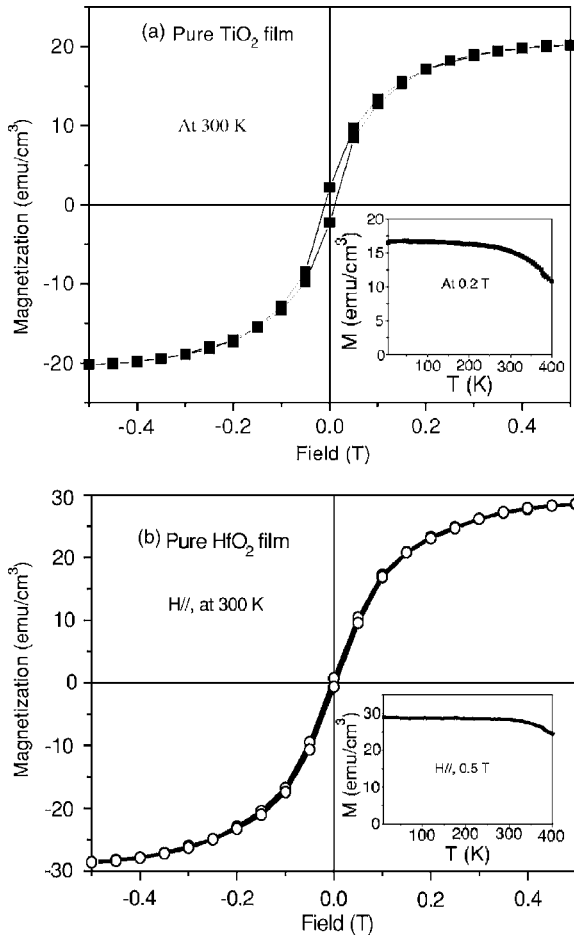 (a) Pure TiO₂ film
At 300 K
Magnetization (emu/cm³)
20
10
0
-10
-20
-0.4
-0.2
0.0
0.2
0.4
Field (T)
M (emu/cm³)
20
15
10
5
0
At 0.2 T
100
200
300
400
T (K)
(b) Pure HfO₂ film
H//, at 300 K
Magnetization (emu/cm³)
30
20
10
0
-10
-20
-30
-0.4
-0.2
0.0
0.2
0.4
Field (T)
M (emu/cm³)
40
30
20
10
0
H//, 0.5 T
100
200
300
400
T (K)